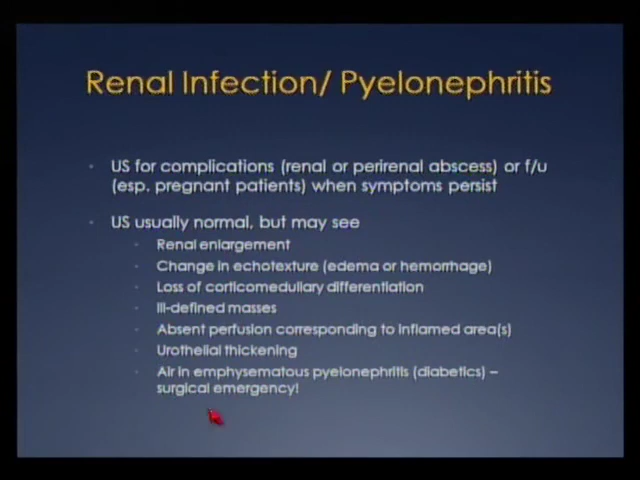 Renal Infection/ Pyelonephritis
US for complications (renal or perirenal abscess) or f/u
(esp. pregnant patients) when symptoms persist
US usually normal, but may see
Renal enlargement
Change in echotexture (edema or hemorrhage)
Loss of corticomedullary differentiation
Ill-defined masses
Absent perfusion corresponding to inflamed area(s)
Urothelial thickening
Air in emphysematous pyelonephritis (diabetics) –
surgical emergency!